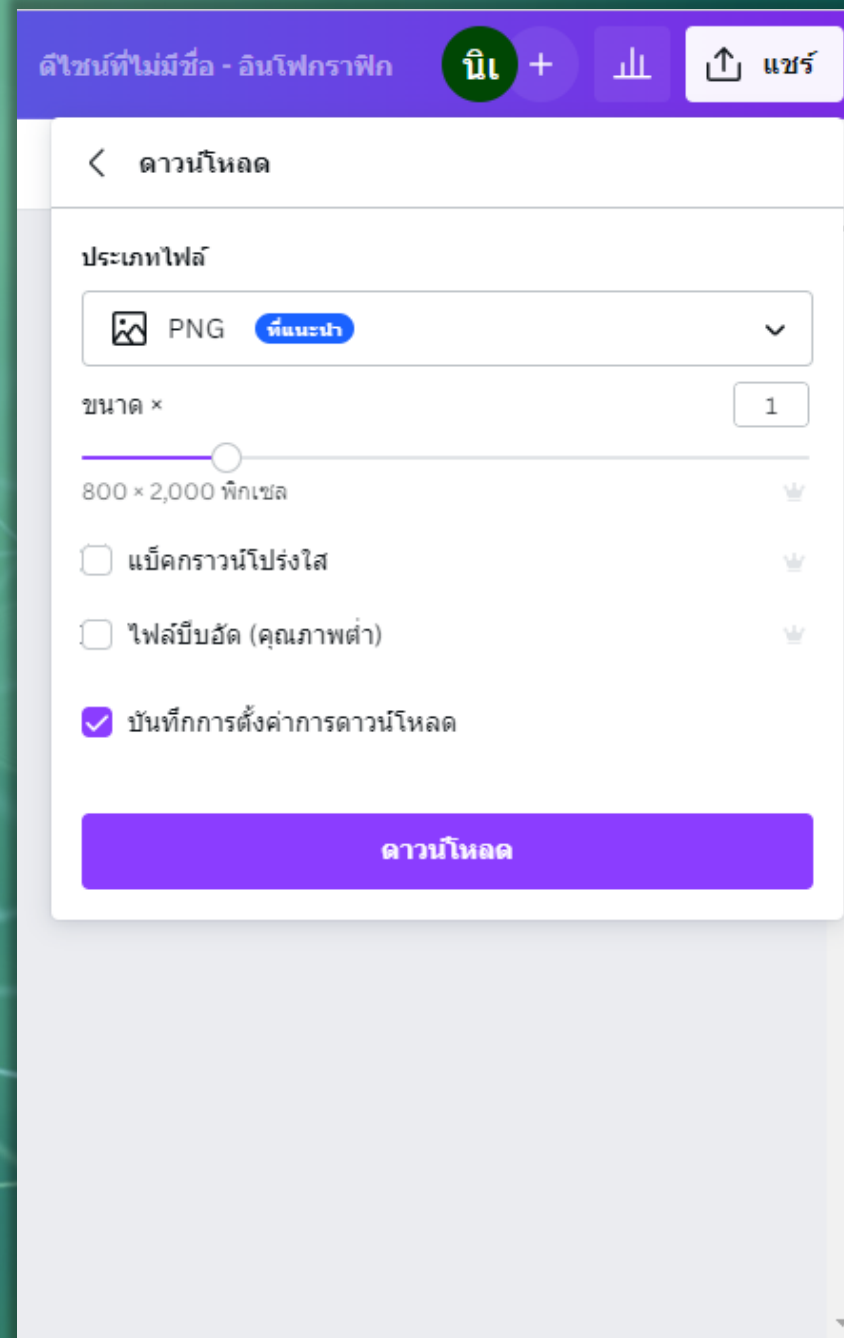 ดีไซน์ที่ไม่มีชื่อ - อินโฟกราฟิก นิเ + แชร์
ดาวน์โหลด
ประเภทไฟล์
PNG ที่แนะนำ
ขนาด × 1
800 × 2,000 พิกเซล
แบ็คกราวน์โปร่งใส
ไฟล์บีบอัด (คุณภาพต่ำ)
บันทึกการตั้งค่าการดาวน์โหลด
ดาวน์โหลด